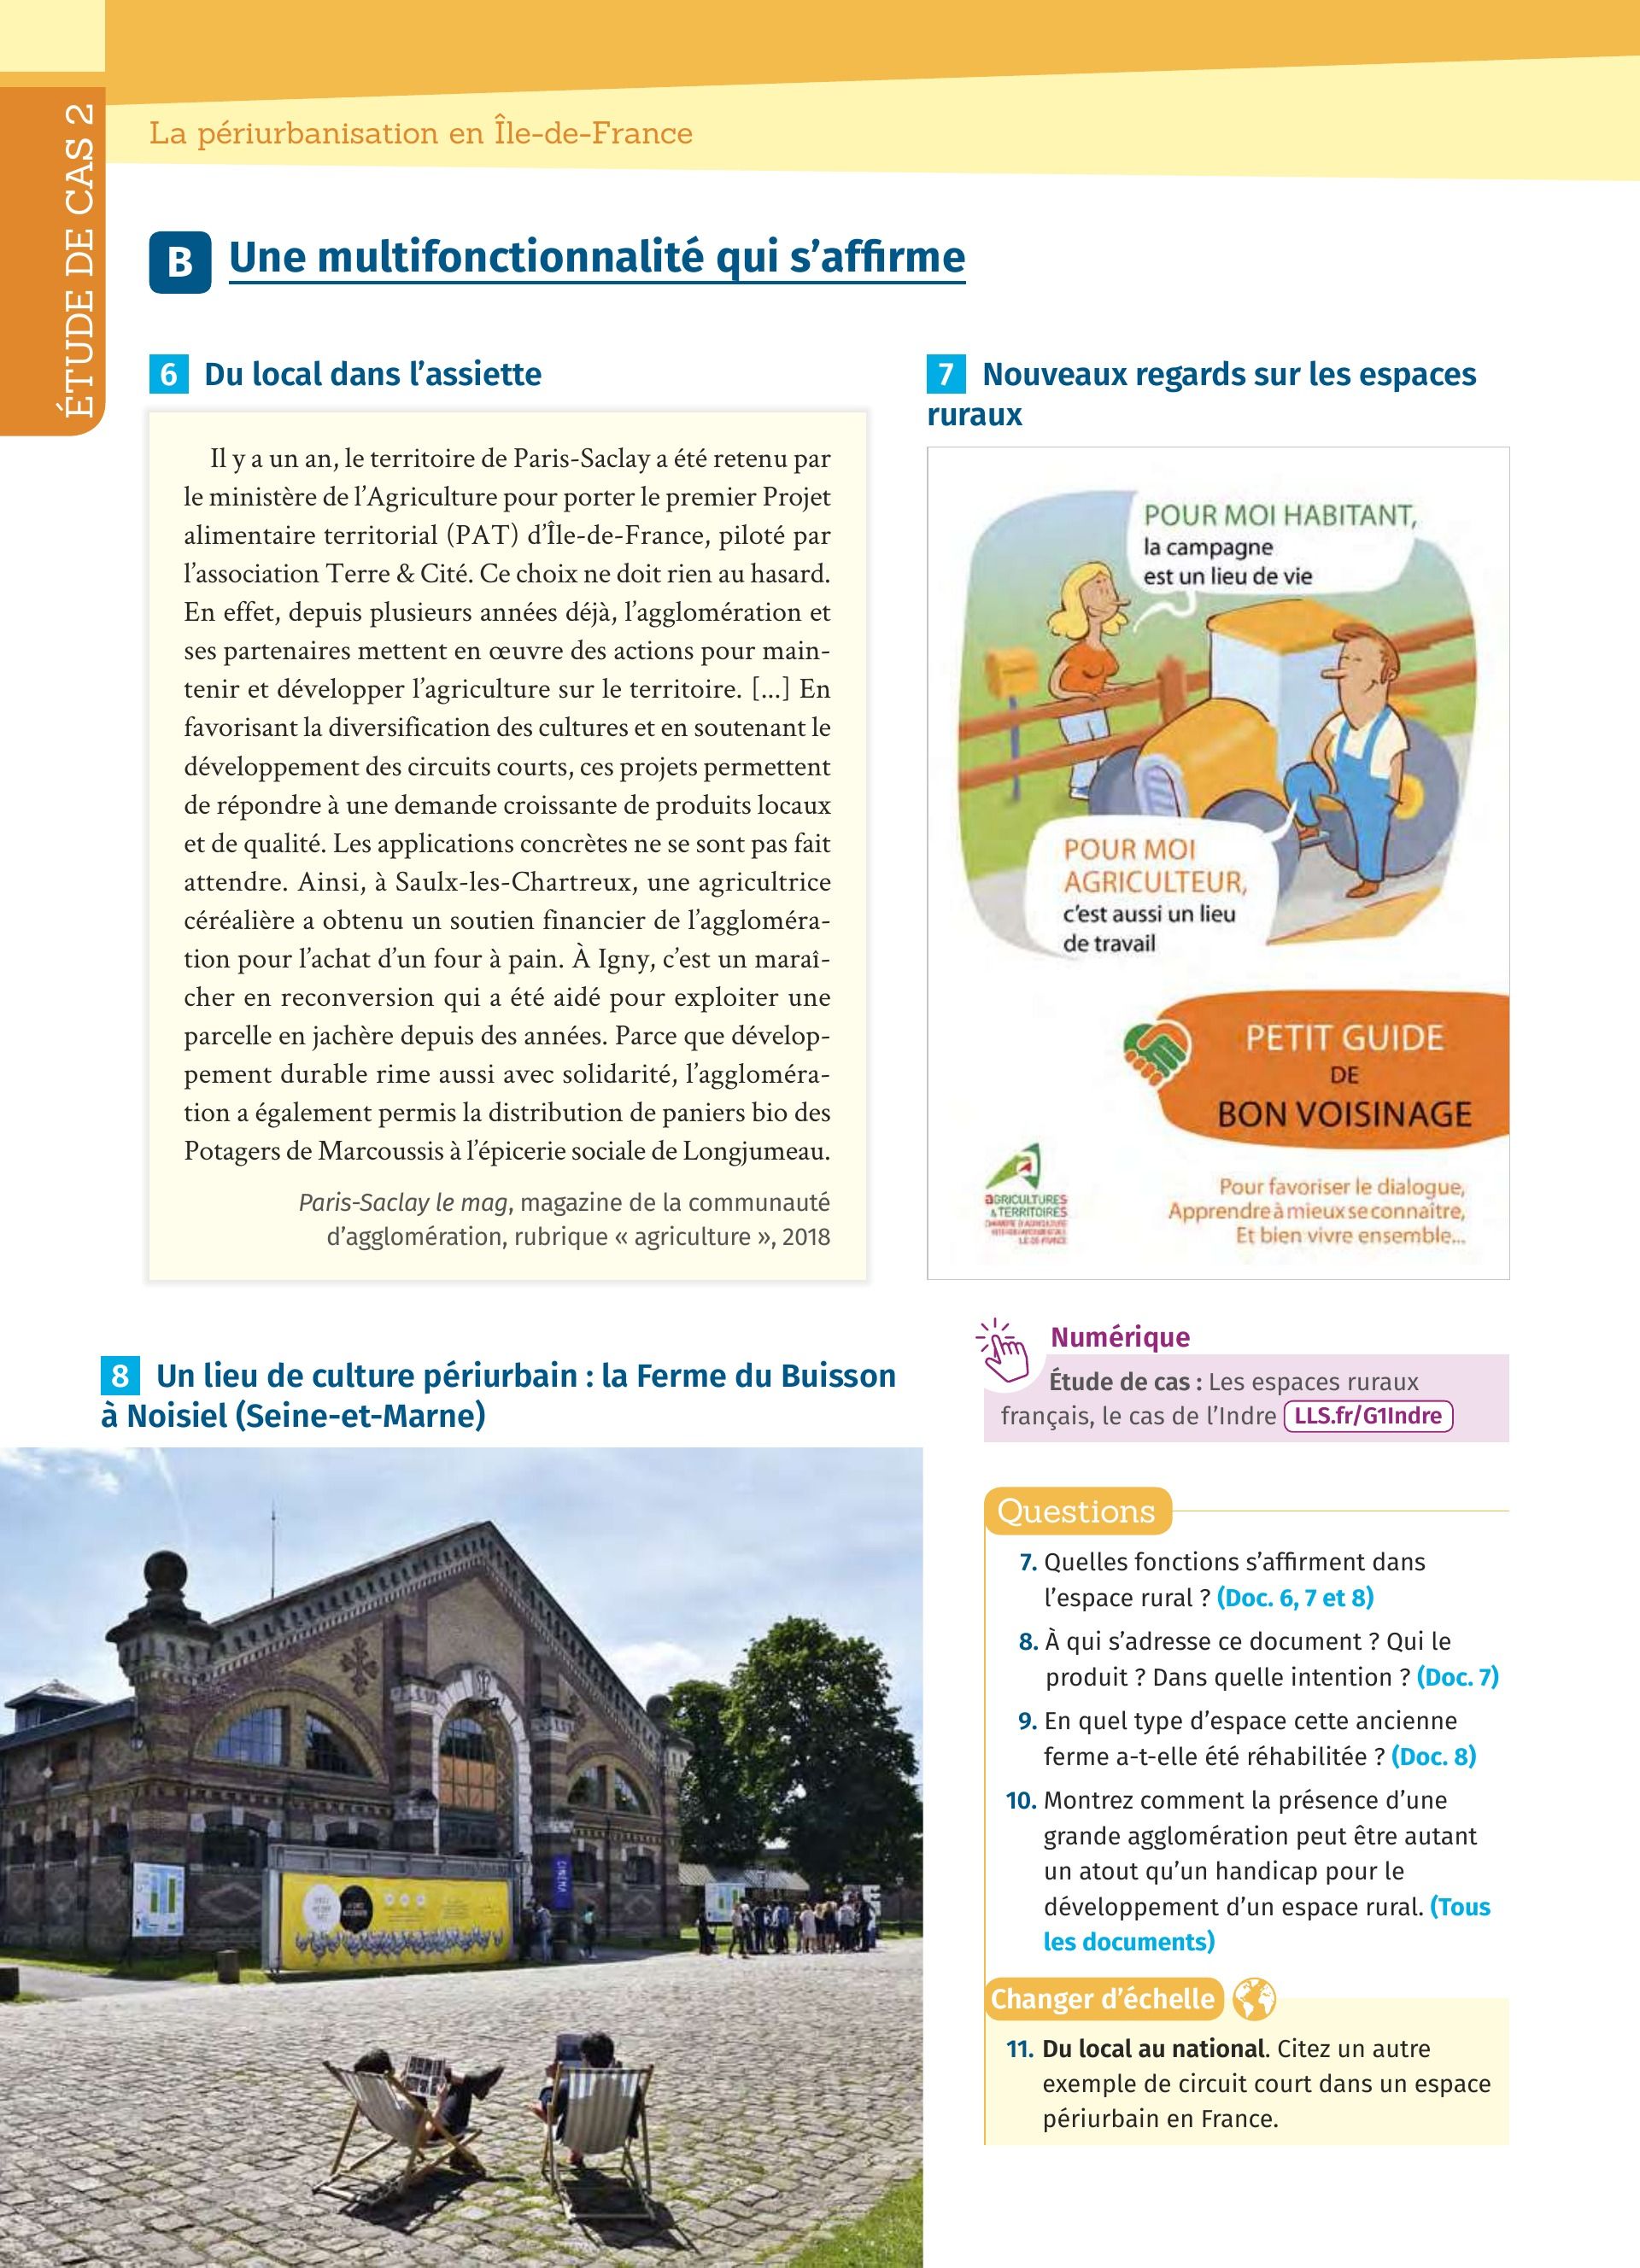 ÉTUDE DE CAS 2
La périurbanisation en Île-de-France
B Une multifonctionnalité qui s’affirme
6 Du local dans l’assiette
Il y a un an, le territoire de Paris-Saclay a été retenu par
le ministère de l’Agriculture pour porter le premier Projet
alimentaire territorial (PAT) d’Île-de-France, piloté par
l’association Terre & Cité. Ce choix ne doit rien au hasard.
En effet, depuis plusieurs années déjà, l’agglomération et
ses partenaires mettent en œuvre des actions pour main-
tenir et développer l’agriculture sur le territoire. [...] En
favorisant la diversification des cultures et en soutenant le
développement des circuits courts, ces projets permettent
de répondre à une demande croissante de produits locaux
et de qualité. Les applications concrètes ne se sont pas fait
attendre. Ainsi, à Saulx-les-Chartreux, une agricultrice
céréalière a obtenu un soutien financier de l’aggloméra-
tion pour l’achat d’un four à pain. À Igny, c’est un maraî-
cher en reconversion qui a été aidé pour exploiter une
parcelle en jachère depuis des années. Parce que dévelop-
pement durable rime aussi avec solidarité, l’aggloméra-
tion a également permis la distribution de paniers bio des
Potagers de Marcoussis à l’épicerie sociale de Longjumeau.
Paris-Saclay le mag, magazine de la communauté
d’agglomération, rubrique « agriculture », 2018
7 Nouveaux regards sur les espaces
ruraux
POUR MOI HABITANT,
la campagne
est un lieu de vie
POUR MOI
AGRICULTEUR,
c’est aussi un lieu
de travail
PETIT GUIDE
DE
BON VOISINAGE
AGRICULTURES
& TERRITOIRES
Pour favoriser le dialogue,
Apprendre à mieux se connaître,
Et bien vivre ensemble...
8 Un lieu de culture périurbain : la Ferme du Buisson
à Noisiel (Seine-et-Marne)
CINEMA
Numérique
Étude de cas : Les espaces ruraux
français, le cas de l’Indre LLS.fr/G1Indre
Questions
7. Quelles fonctions s’affirment dans
l’espace rural ? (Doc. 6, 7 et 8)
8. À qui s’adresse ce document ? Qui le
produit ? Dans quelle intention ? (Doc. 7)
9. En quel type d’espace cette ancienne
ferme a-t-elle été réhabilitée ? (Doc. 8)
10. Montrez comment la présence d’une
grande agglomération peut être autant
un atout qu’un handicap pour le
développement d’un espace rural. (Tous
les documents)
Changer d’échelle
11. Du local au national. Citez un autre
exemple de circuit court dans un espace
périurbain en France.